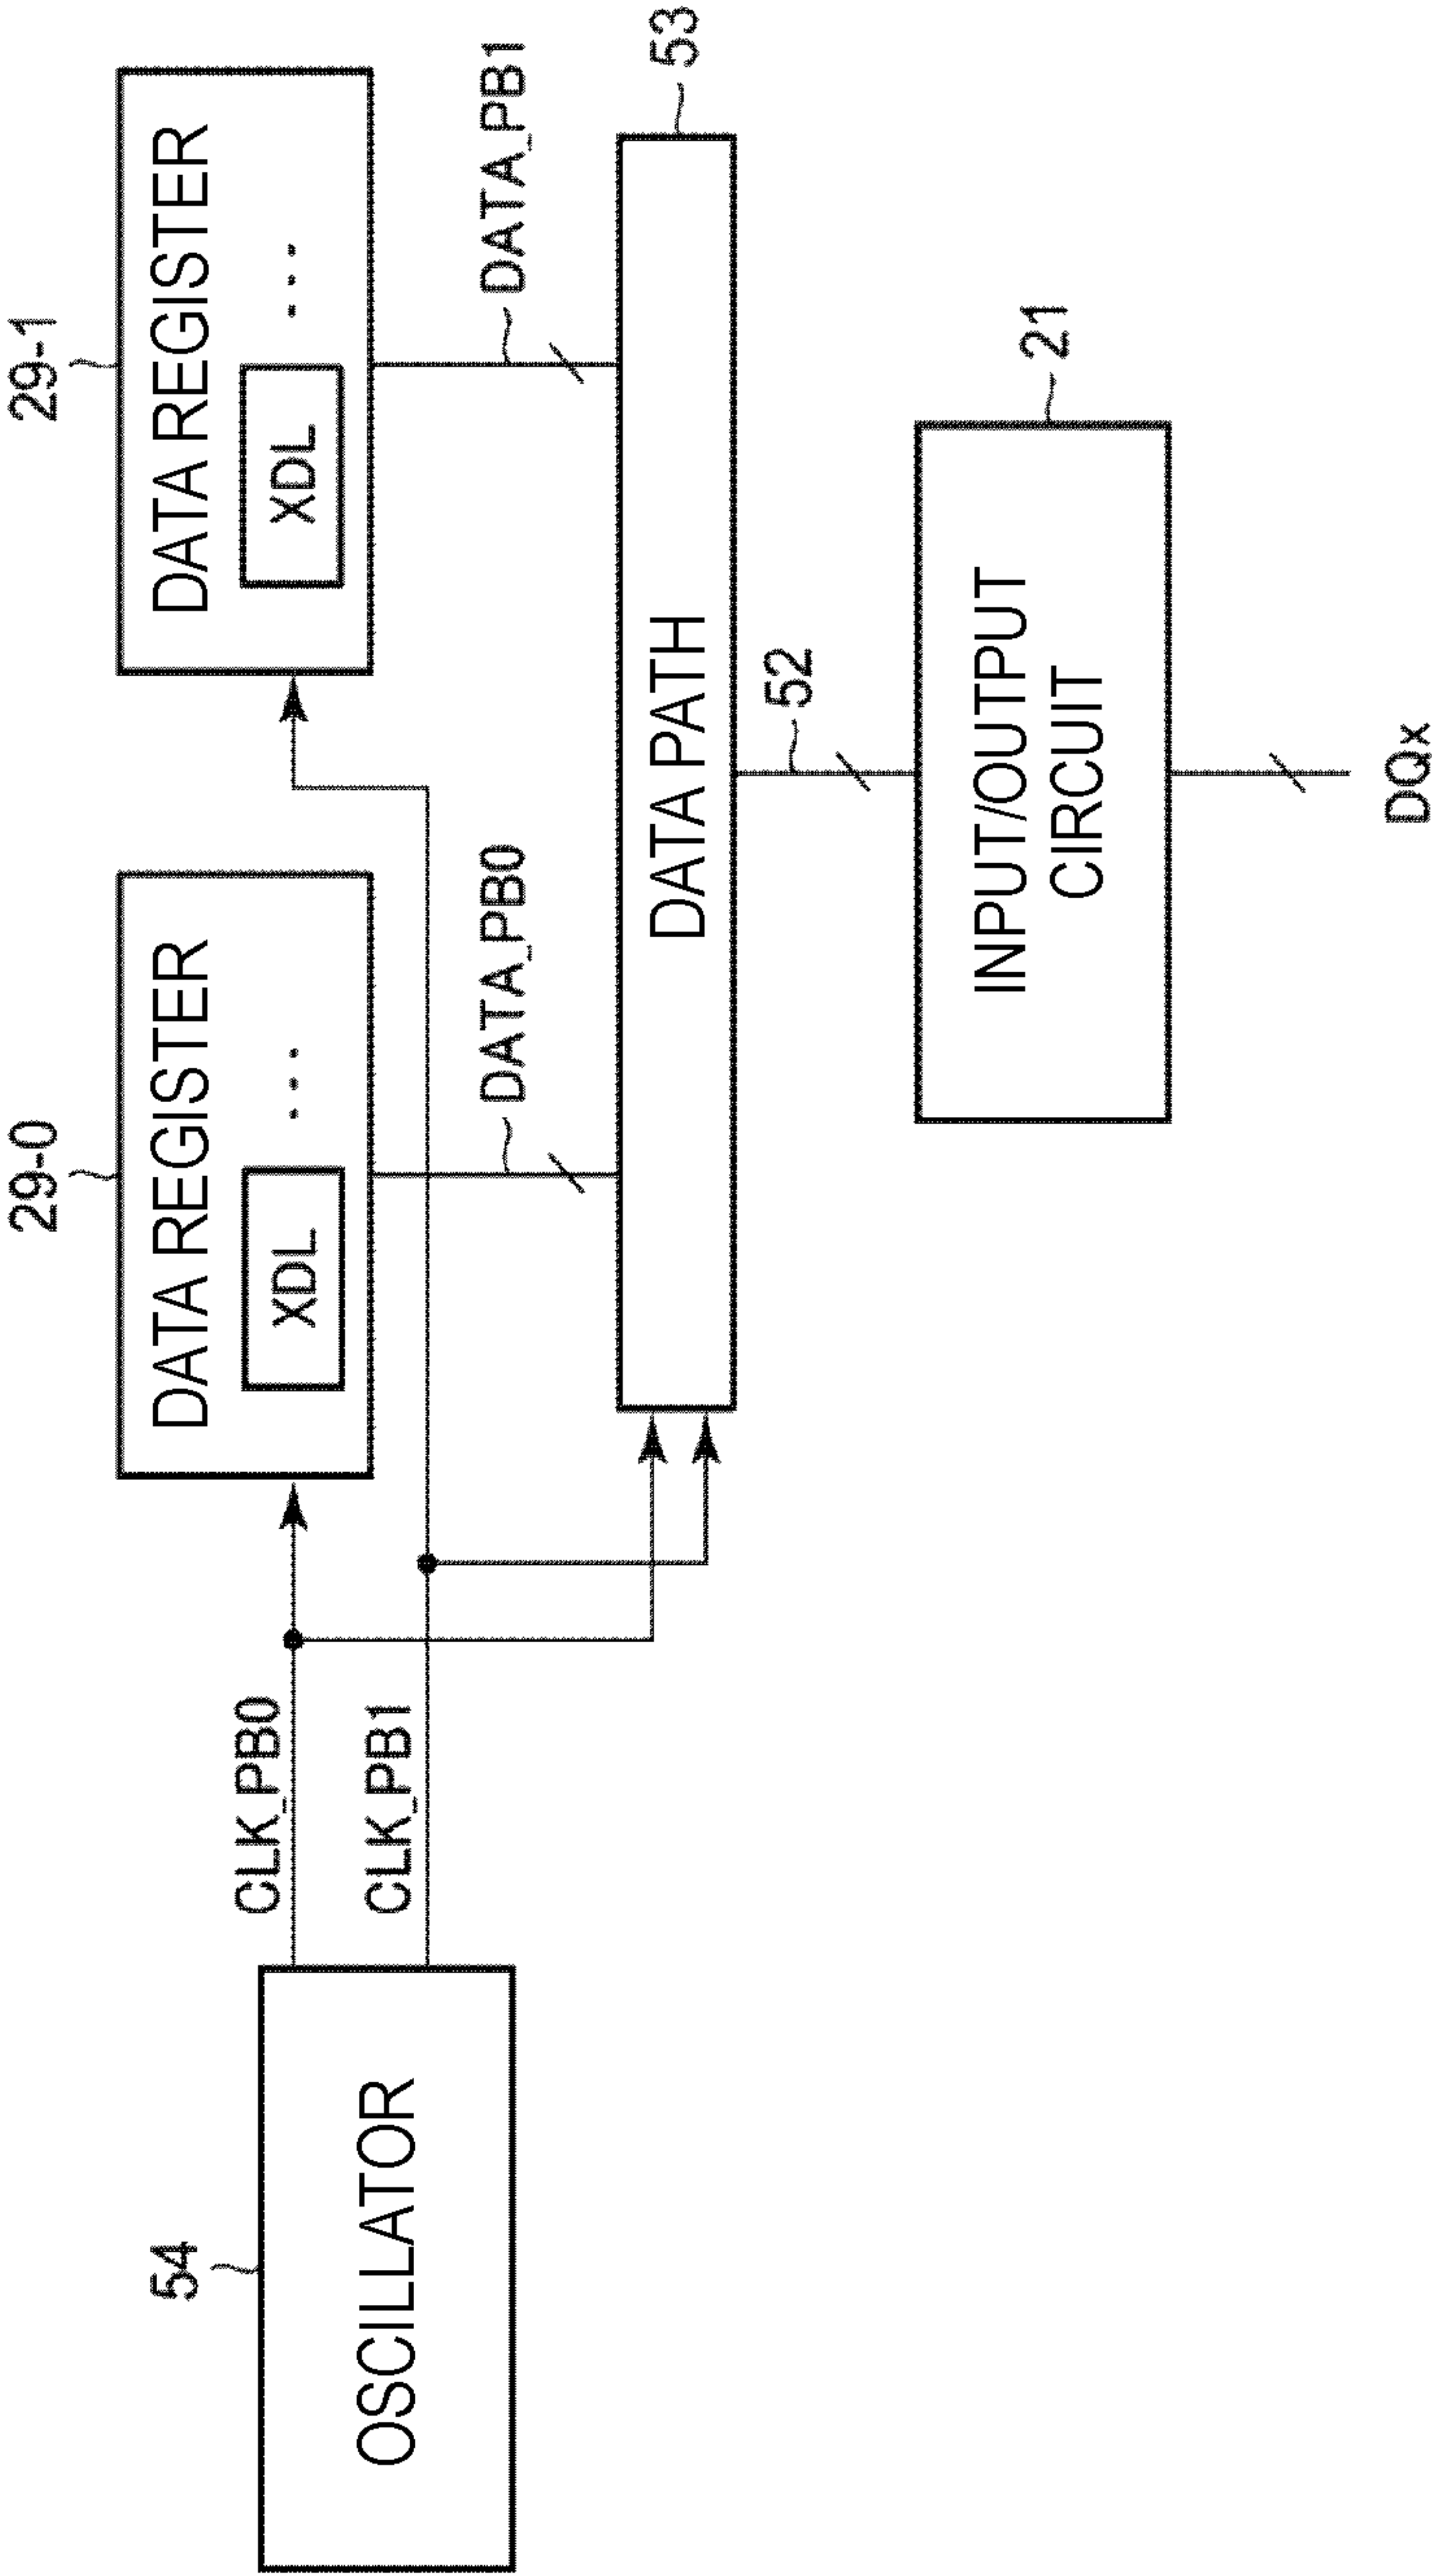 29-0
29-1
DATA REGISTER
DATA REGISTER
54
CLK_PB0
XDL
...
XDL
...
OSCILLATOR
CLK_PB1
DATA_PB0
DATA_PB1
DATA PATH
53
52
INPUT/OUTPUT
CIRCUIT
21
DQx